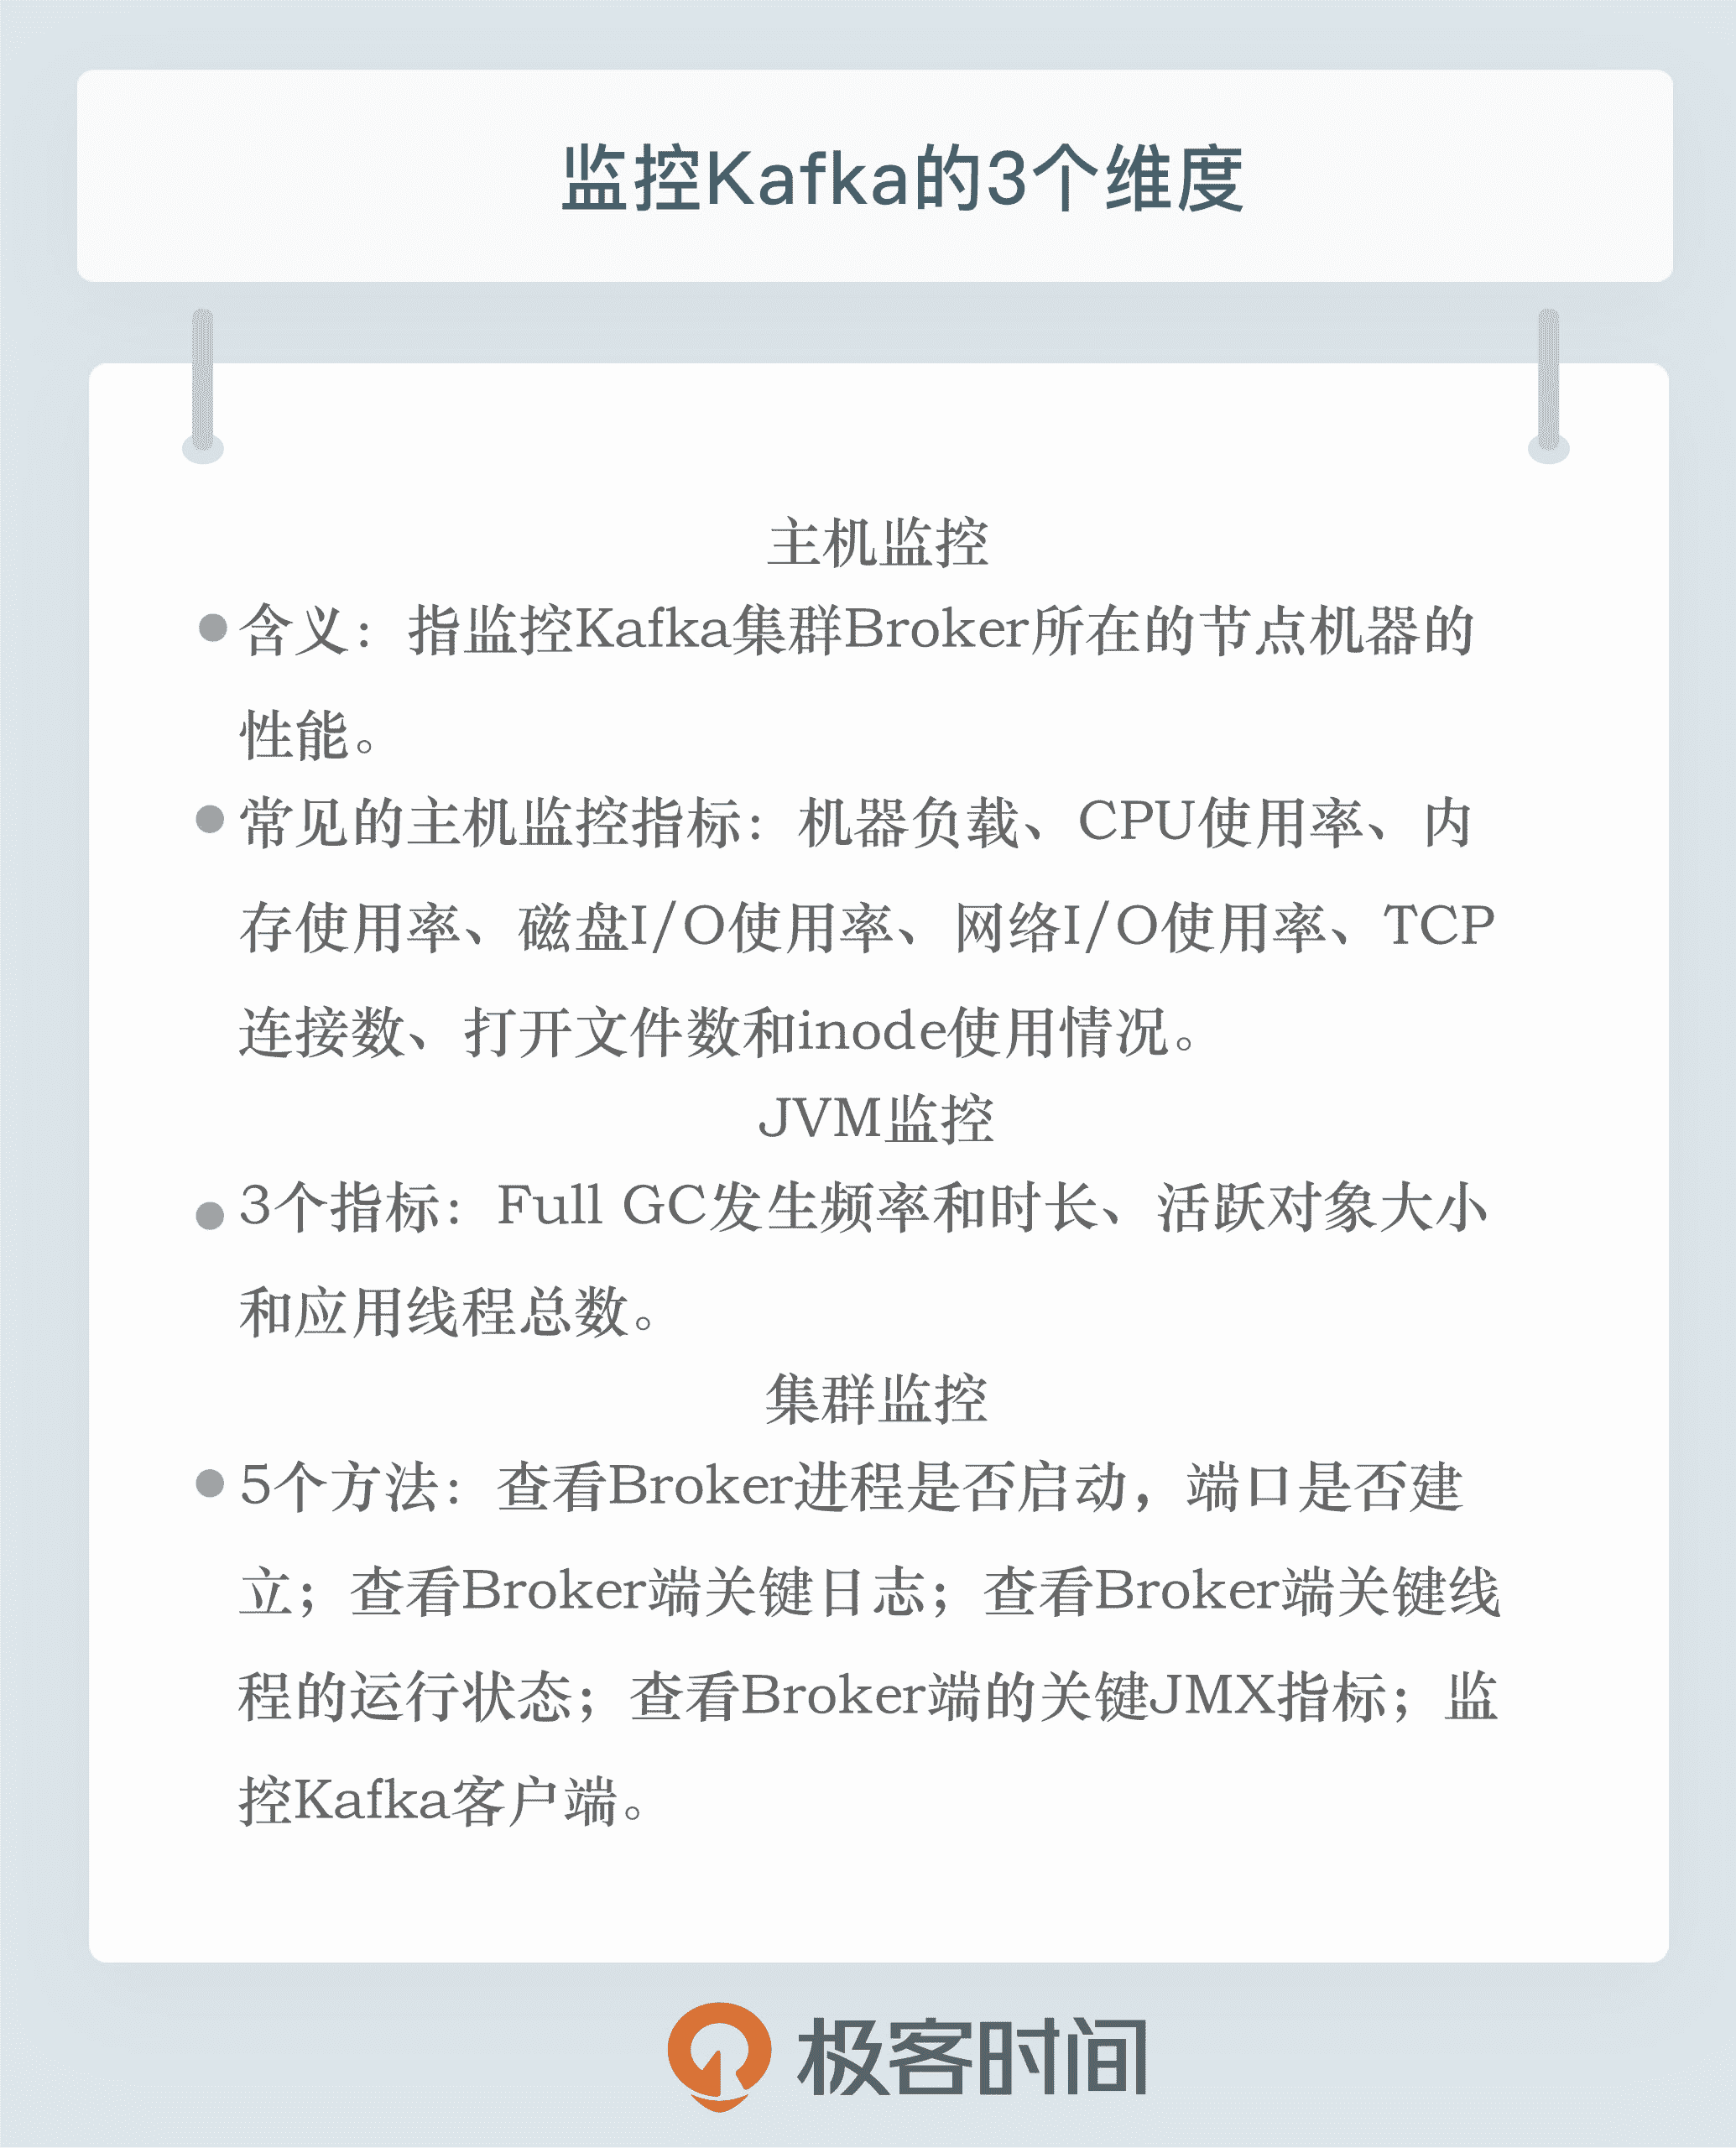 监控Kafka的3个维度
主机监控
含义：指监控Kafka集群Broker所在的节点机器的
性能。
常见的主机监控指标：机器负载、CPU使用率、内
存使用率、磁盘I/O使用率、网络I/O使用率、TCP
连接数、打开文件数和inode使用情况。
JVM监控
3个指标：Full GC发生频率和时长、活跃对象大小
和应用线程总数。
集群监控
5个方法：查看Broker进程是否启动，端口是否建
立；查看Broker端关键日志；查看Broker端关键线
程的运行状态；查看Broker端的关键JMX指标；监
控Kafka客户端。
极客时间